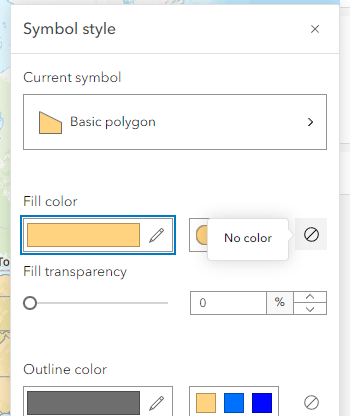 Symbol style
Current symbol
Basic polygon
Fill color
No color
Fill transparency
0
%
Outline color